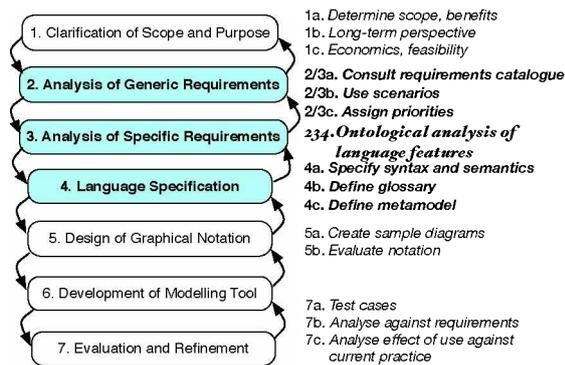 1. Clarification of Scope and Purpose
2. Analysis of Generic Requirements
3. Analysis of Specific Requirements
4. Language Specification
5. Design of Graphical Notation
6. Development of Modelling Tool
7. Evaluation and Refinement
1a. Determine scope, benefits
1b. Long-term perspective
1c. Economics, feasibility
2/3a. Consult requirements catalogue
2/3b. Use scenarios
2/3c. Assign priorities
234.Ontological analysis of
language features
4a. Specify syntax and semantics
4b. Define glossary
4c. Define metamodel
5a. Create sample diagrams
5b. Evaluate notation
7a. Test cases
7b. Analyse against requirements
7c. Analyse effect of use against
current practice